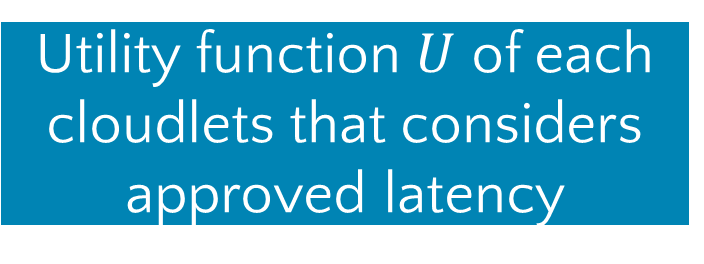 Utility function U of each
cloudlets that considers
approved latency